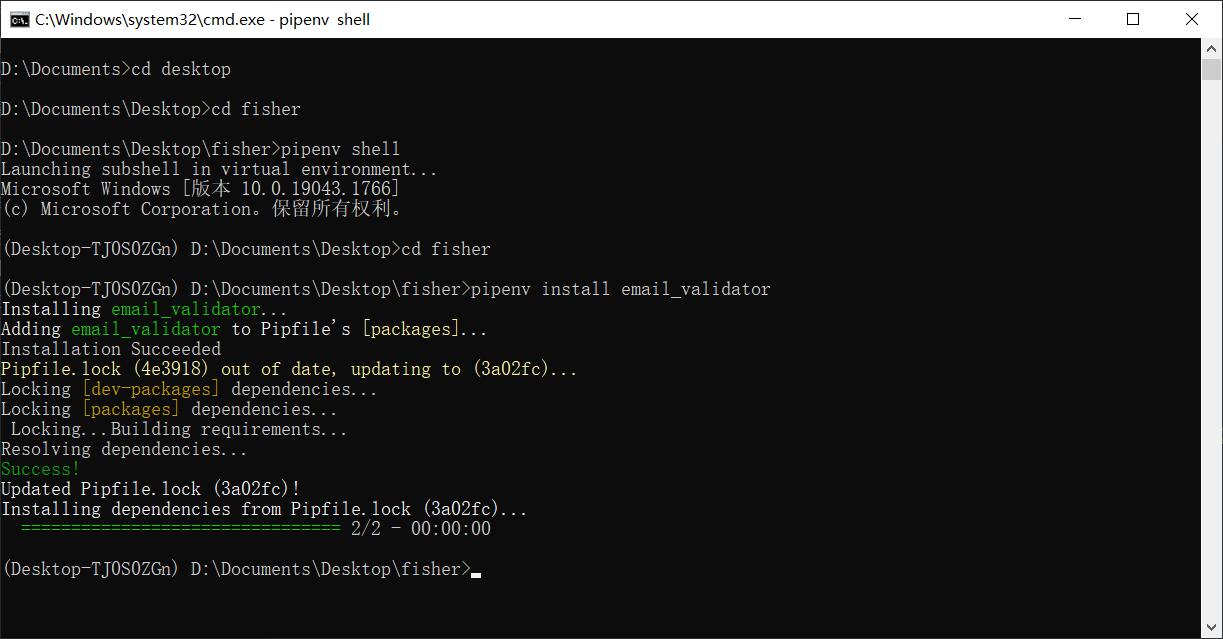 C:\Windows\system32\cmd.exe - pipenv  shell
D:\Documents>cd desktop
D:\Documents\Desktop>cd fisher
D:\Documents\Desktop\fisher>pipenv shell
Launching subshell in virtual environment...
Microsoft Windows [版本 10.0.19043.1766]
(c) Microsoft Corporation。保留所有权利。
(Desktop-TJ0S0ZGn) D:\Documents\Desktop>cd fisher
(Desktop-TJ0S0ZGn) D:\Documents\Desktop\fisher>pipenv install email_validator
Installing email_validator...
Adding email_validator to Pipfile's [packages]...
Installation Succeeded
Pipfile.lock (4e3918) out of date, updating to (3a02fc)...
Locking [dev-packages] dependencies...
Locking [packages] dependencies...
 Locking...Building requirements...
Resolving dependencies...
Success!
Updated Pipfile.lock (3a02fc)!
Installing dependencies from Pipfile.lock (3a02fc)...
  ================================ 2/2 - 00:00:00
(Desktop-TJ0S0ZGn) D:\Documents\Desktop\fisher>